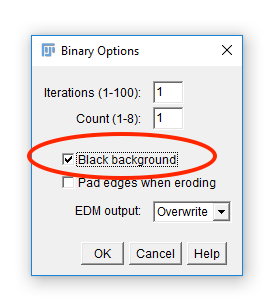 Binary Options
Iterations (1-100): 1
Count (1-8): 1
Black background
Pad edges when eroding
EDM output: Overwrite
OK Cancel Help